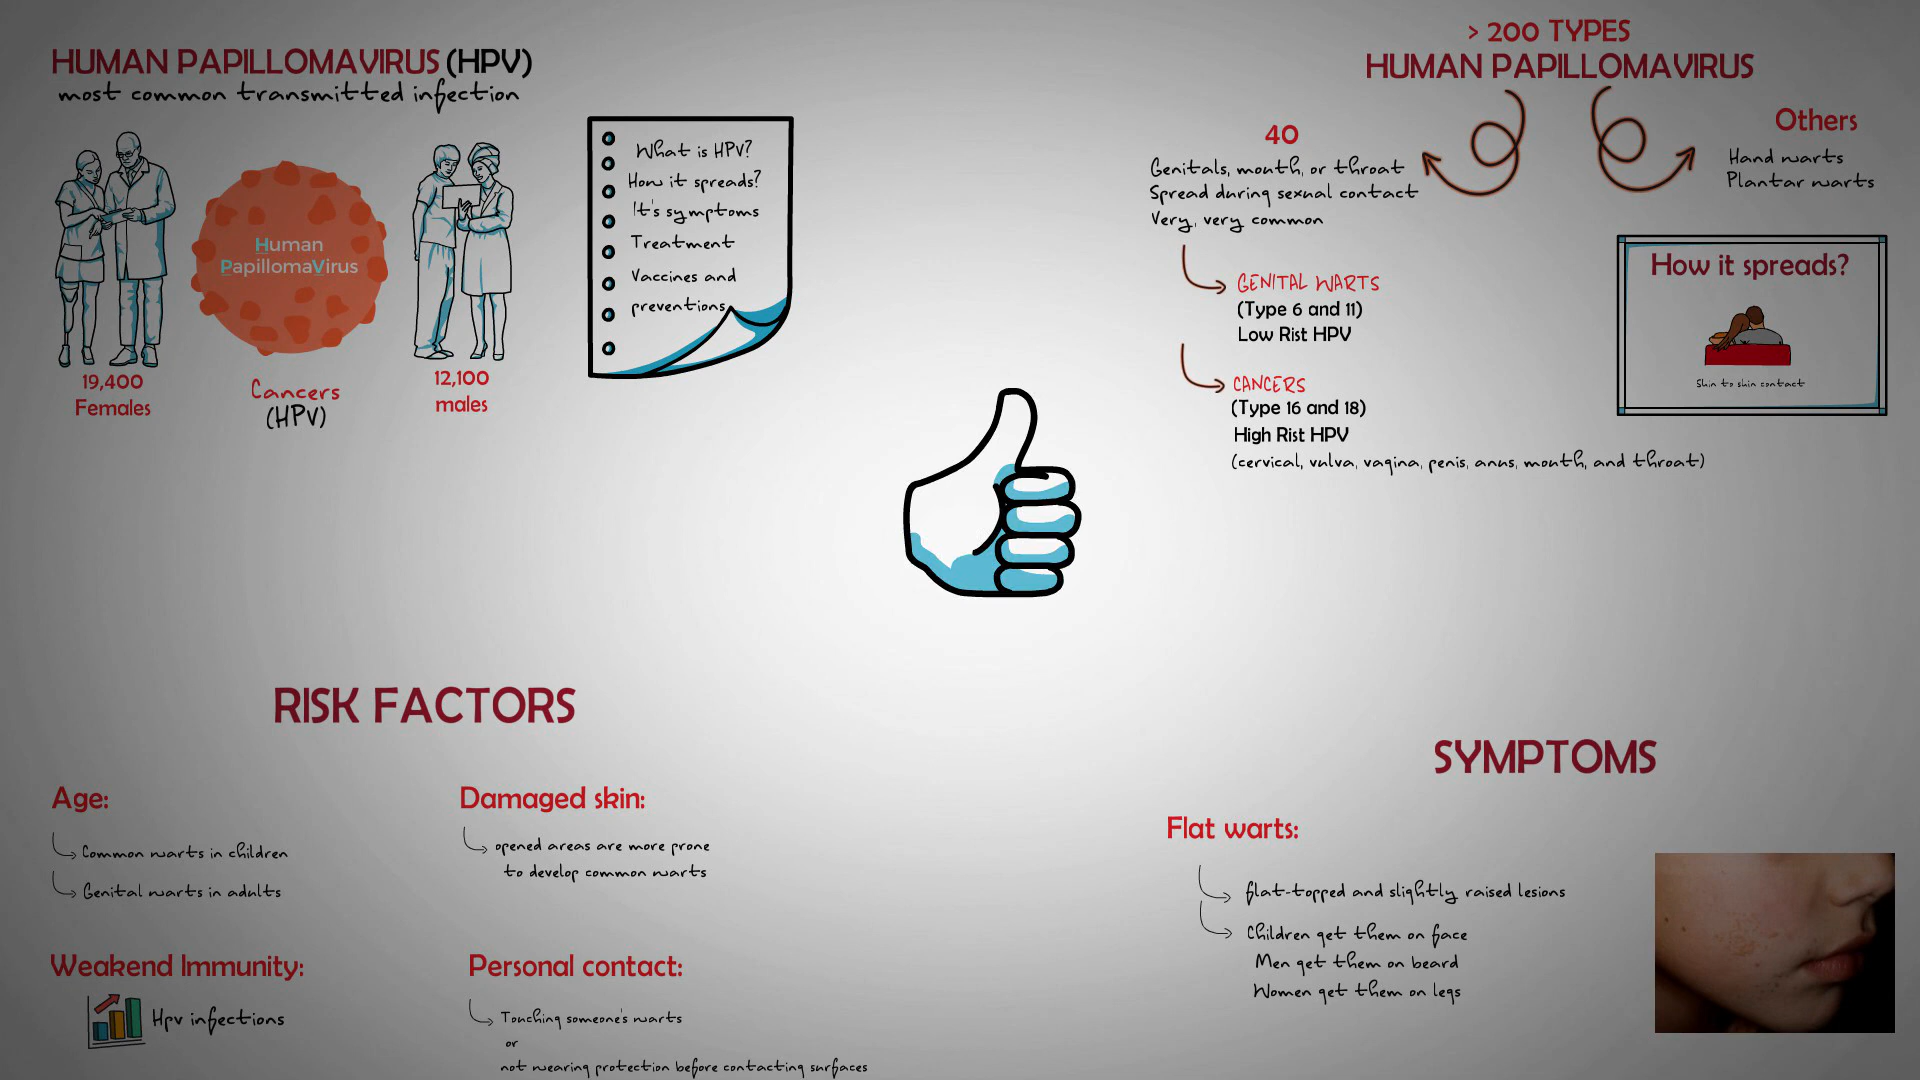 HUMAN PAPILLOMAVIRUS (HPV)
most common transmitted infection
Human
PapillomaVirus
19,400
Females
Cancers
(HPV)
12,100
males
What is HPV?
How it spreads?
It's symptoms
Treatment
Vaccines and
preventions
> 200 TYPES
HUMAN PAPILLOMAVIRUS
40
Genitals, mouth, or throat
Spread during sexual contact
Very, very common
GENITAL WARTS
(Type 6 and 11)
Low Rist HPV
CANCERS
(Type 16 and 18)
High Rist HPV
(cervical, vulva, vagina, penis, anus, mouth, and throat)
Others
Hand warts
Plantar warts
How it spreads?
Skin to skin contact
RISK FACTORS
Age:
Common warts in children
Genital warts in adults
Damaged skin:
opened areas are more prone
to develop common warts
Weakend Immunity:
Hpv infections
Personal contact:
Touching someone's warts
or
not wearing protection before contacting surfaces
SYMPTOMS
Flat warts:
flat-topped and slightly raised lesions
Children get them on face
Men get them on beard
Women get them on legs